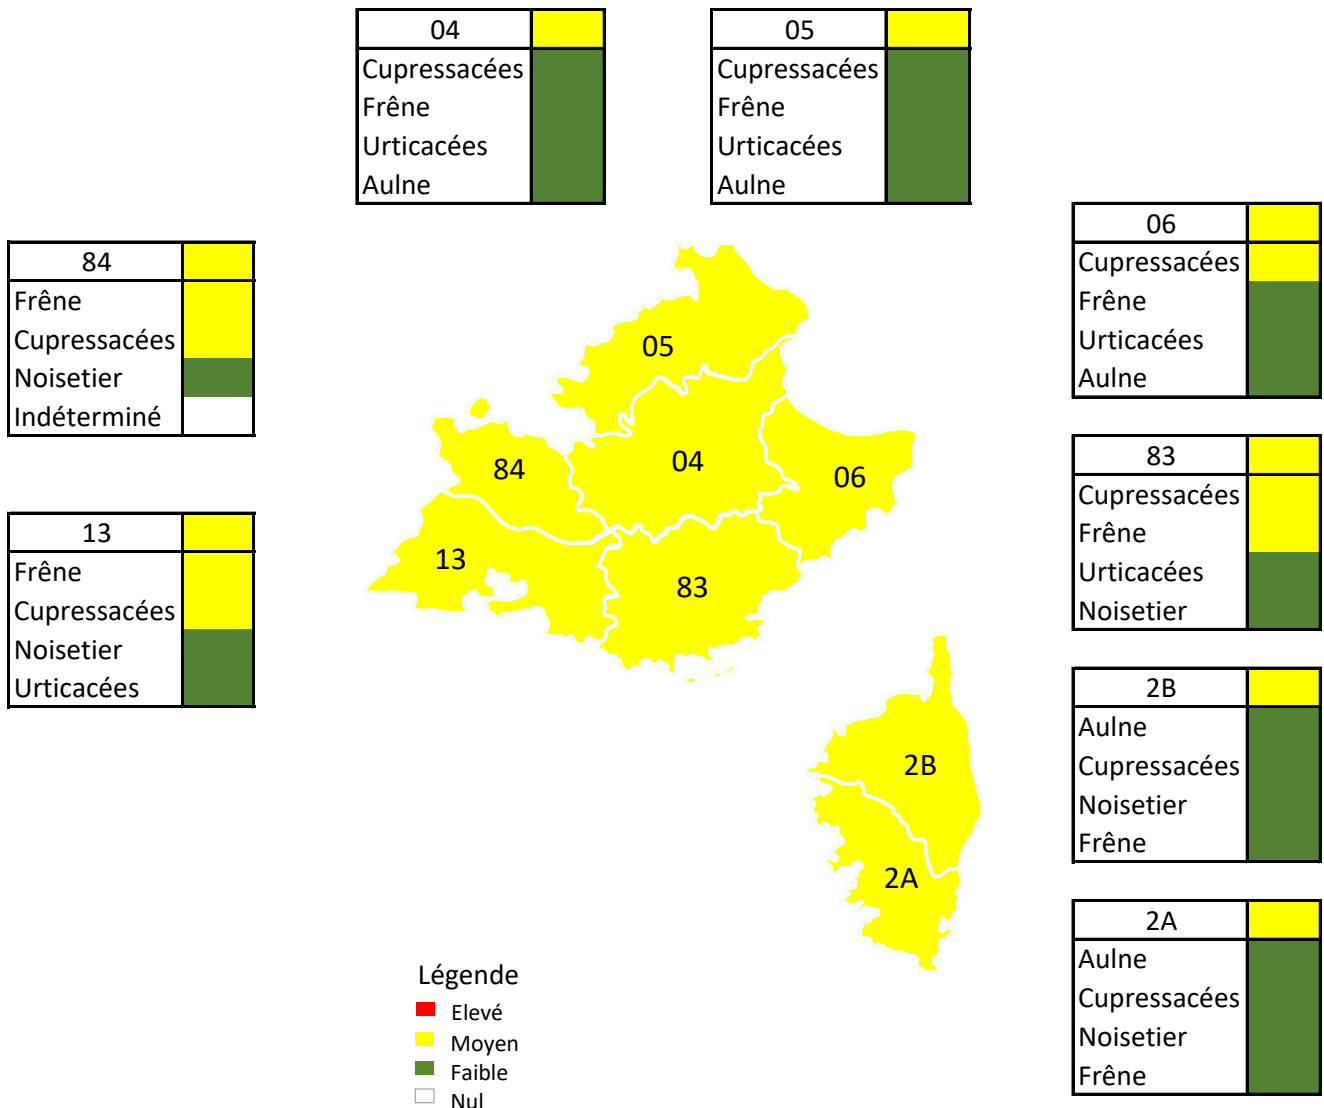 04
Cupressacées
Frêne
Urticacées
Aulne
05
Cupressacées
Frêne
Urticacées
Aulne
84
Frêne
Cupressacées
Noisetier
Indéterminé
13
Frêne
Cupressacées
Noisetier
Urticacées
05
84
04
06
13
83
2B
2A
06
Cupressacées
Frêne
Urticacées
Aulne
83
Cupressacées
Frêne
Urticacées
Noisetier
2B
Aulne
Cupressacées
Noisetier
Frêne
2A
Aulne
Cupressacées
Noisetier
Frêne
Légende
Elevé
Moyen
Faible
Nul